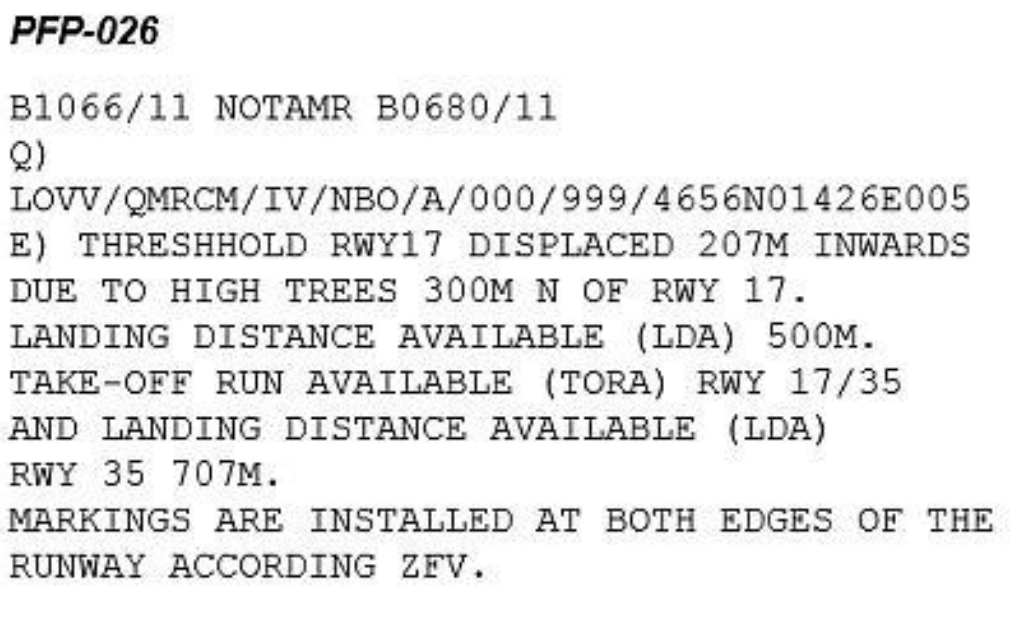 PFP-026
B1066/11 NOTAMR B0680/11
Q)
LOVV/QMRCM/IV/NBO/A/000/999/4656N01426E005
E) THRESHHOLD RWY17 DISPLACED 207M INWARDS
DUE TO HIGH TREES 300M N OF RWY 17.
LANDING DISTANCE AVAILABLE (LDA) 500M.
TAKE-OFF RUN AVAILABLE (TORA) RWY 17/35
AND LANDING DISTANCE AVAILABLE (LDA)
RWY 35 707M.
MARKINGS ARE INSTALLED AT BOTH EDGES OF THE
RUNWAY ACCORDING ZFV.